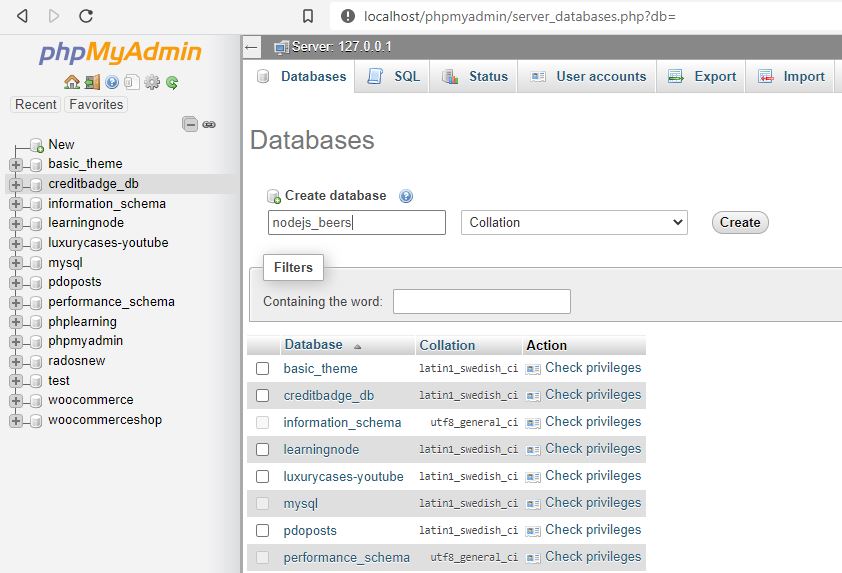 localhost/phpmyadmin/server_databases.php?db=
phpMyAdmin
Recent Favorites
New
basic_theme
creditbadge_db
information_schema
learningnode
luxurycases-youtube
mysql
pdoposts
performance_schema
phplearning
phpmyadmin
radosnew
test
woocommerce
woocommerceshop
Server: 127.0.0.1
Databases SQL Status User accounts Export Import
Databases
Create database
nodejs_beers Collation Create
Filters
Containing the word:
Database Collation Action
basic_theme latin1_swedish_ci Check privileges
creditbadge_db latin1_swedish_ci Check privileges
information_schema utf8_general_ci Check privileges
learningnode latin1_swedish_ci Check privileges
luxurycases-youtube latin1_swedish_ci Check privileges
mysql latin1_swedish_ci Check privileges
pdoposts latin1_swedish_ci Check privileges
performance_schema utf8_general_ci Check privileges